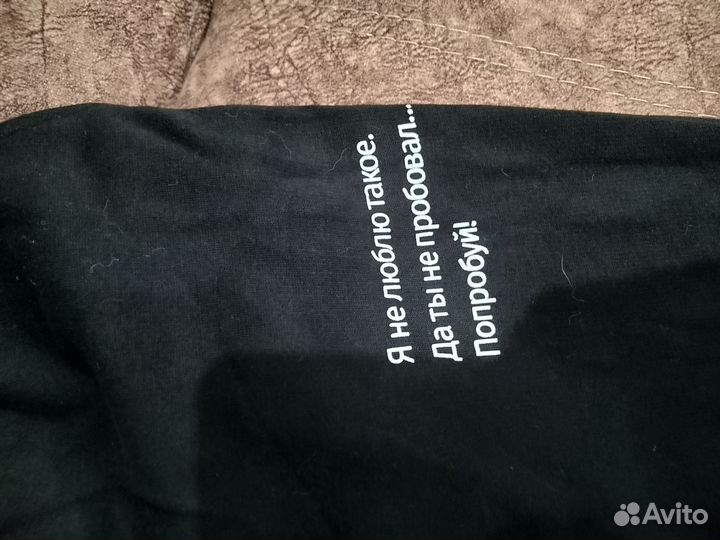 Я не люблю такое.
Да ты не пробовал...
Попробуй!
Avito